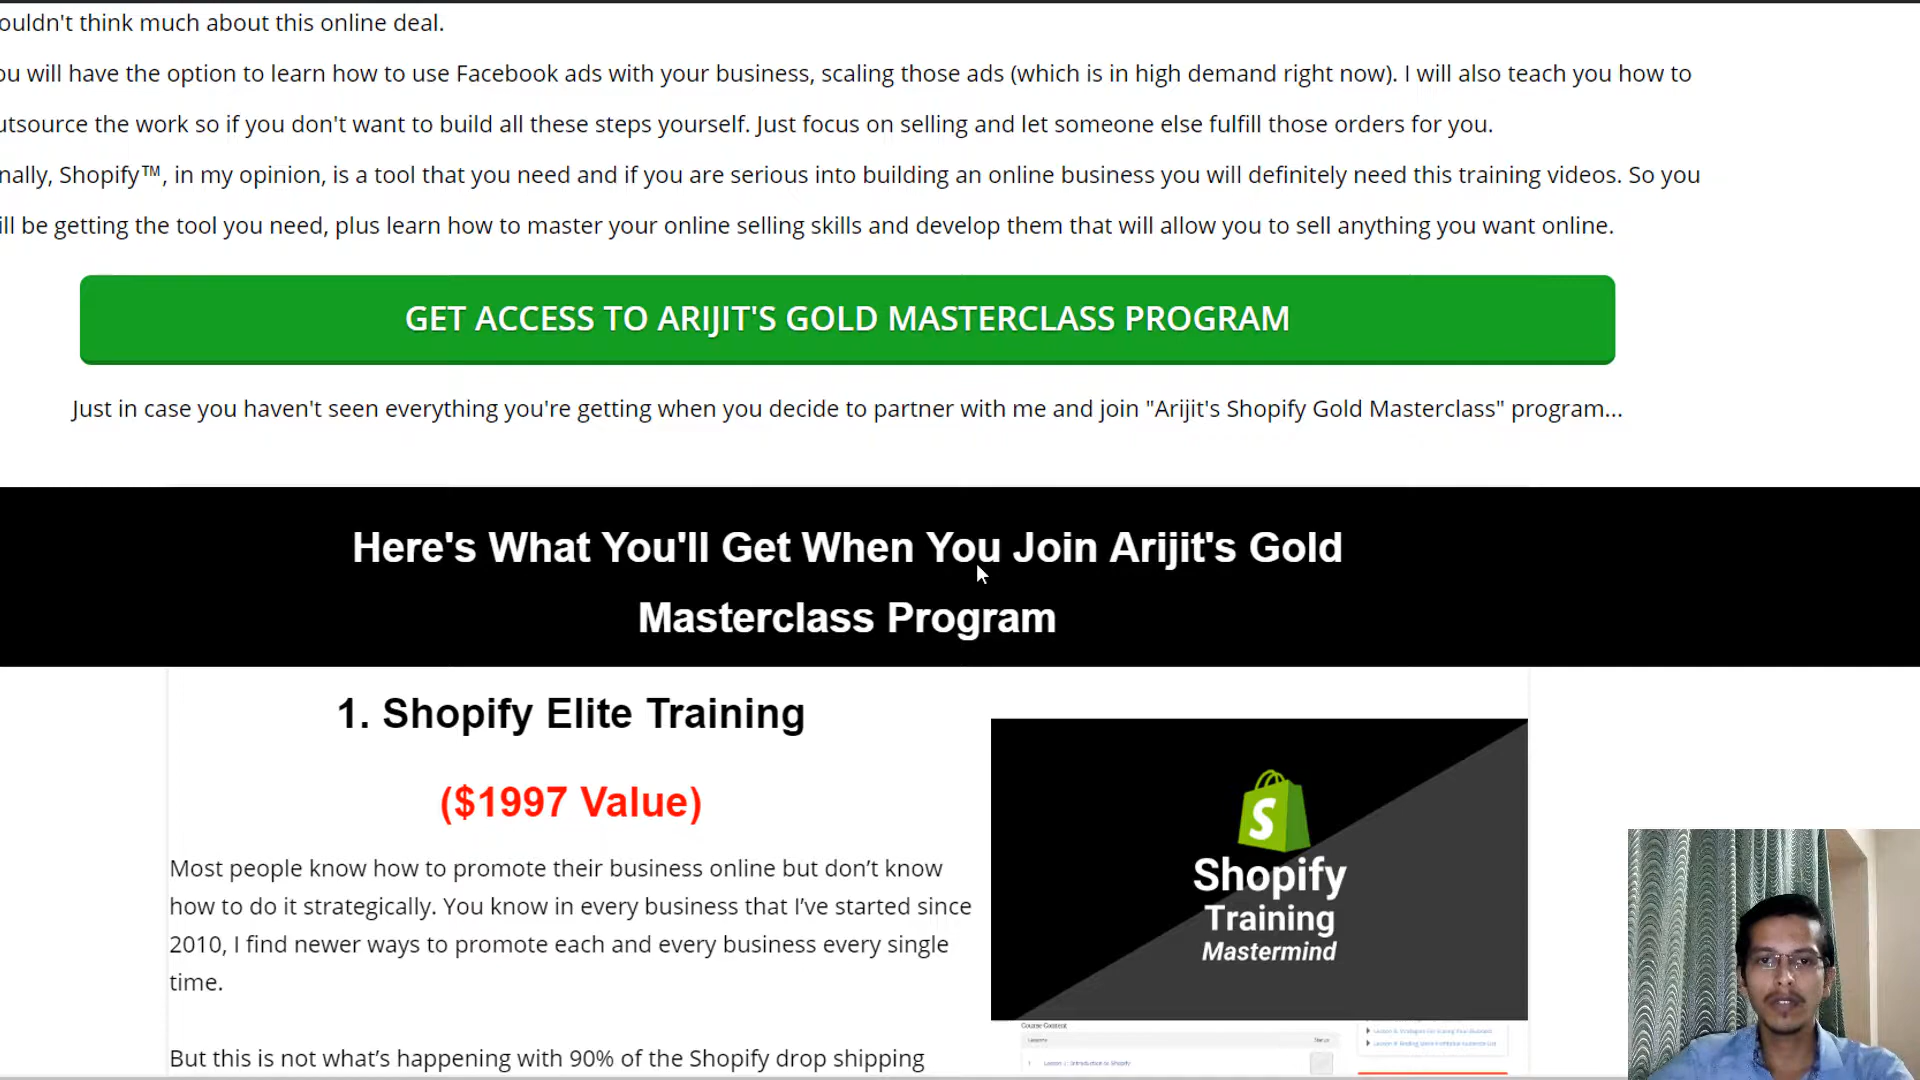 ouldn't think much about this online deal.
ou will have the option to learn how to use Facebook ads with your business, scaling those ads (which is in high demand right now). I will also teach you how to
utsource the work so if you don't want to build all these steps yourself. Just focus on selling and let someone else fulfill those orders for you.
nally, Shopify™, in my opinion, is a tool that you need and if you are serious into building an online business you will definitely need this training videos. So you
ill be getting the tool you need, plus learn how to master your online selling skills and develop them that will allow you to sell anything you want online.
GET ACCESS TO ARIJIT'S GOLD MASTERCLASS PROGRAM
Just in case you haven't seen everything you're getting when you decide to partner with me and join "Arijit's Shopify Gold Masterclass" program...
Here's What You'll Get When You Join Arijit's Gold
Masterclass Program
1. Shopify Elite Training
($1997 Value)
Most people know how to promote their business online but don’t know
how to do it strategically. You know in every business that I’ve started since
2010, I find newer ways to promote each and every business every single
time.
But this is not what’s happening with 90% of the Shopify drop shipping
S
Shopify
Training
Mastermind
Course Content
Lessons
Status
1 Lesson 1: Introduction to Shopify